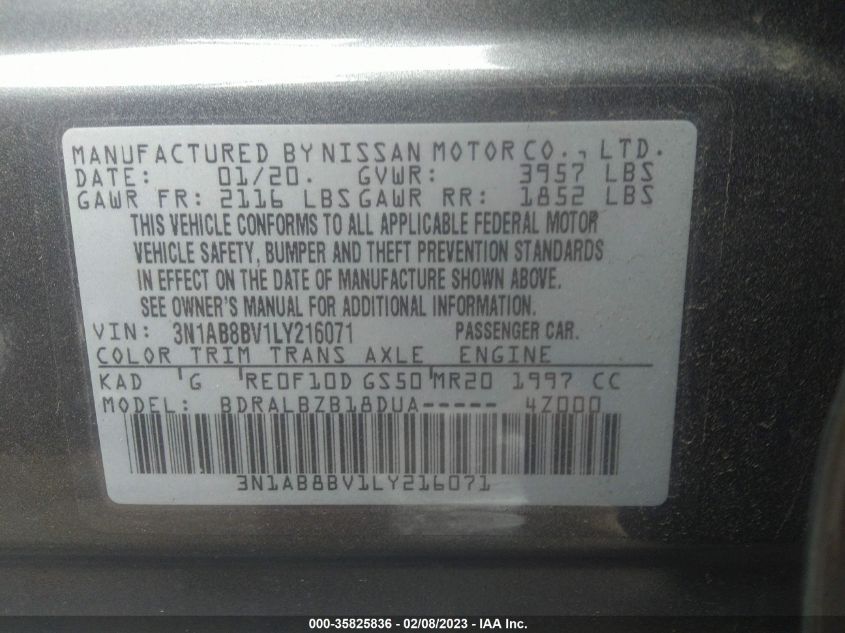 MANUFACTURED BY NISSAN MOTOR CO., LTD.
DATE: 01/20. GVWR: 3957 LBS
GAWR FR: 2116 LBS GAWR RR: 1852 LBS
THIS VEHICLE CONFORMS TO ALL APPLICABLE FEDERAL MOTOR
VEHICLE SAFETY, BUMPER AND THEFT PREVENTION STANDARDS
IN EFFECT ON THE DATE OF MANUFACTURE SHOWN ABOVE.
SEE OWNER'S MANUAL FOR ADDITIONAL INFORMATION.
VIN: 3N1AB8BV1LY216071 PASSENGER CAR.
COLOR TRIM TRANS AXLE ENGINE
KAD G RE0F10D GS50 MR20 1997 CC
MODEL: BDRALBZB18DUA----- 4Z000
3N1AB8BV1LY216071
000-35825836 - 02/08/2023 - IAA Inc.